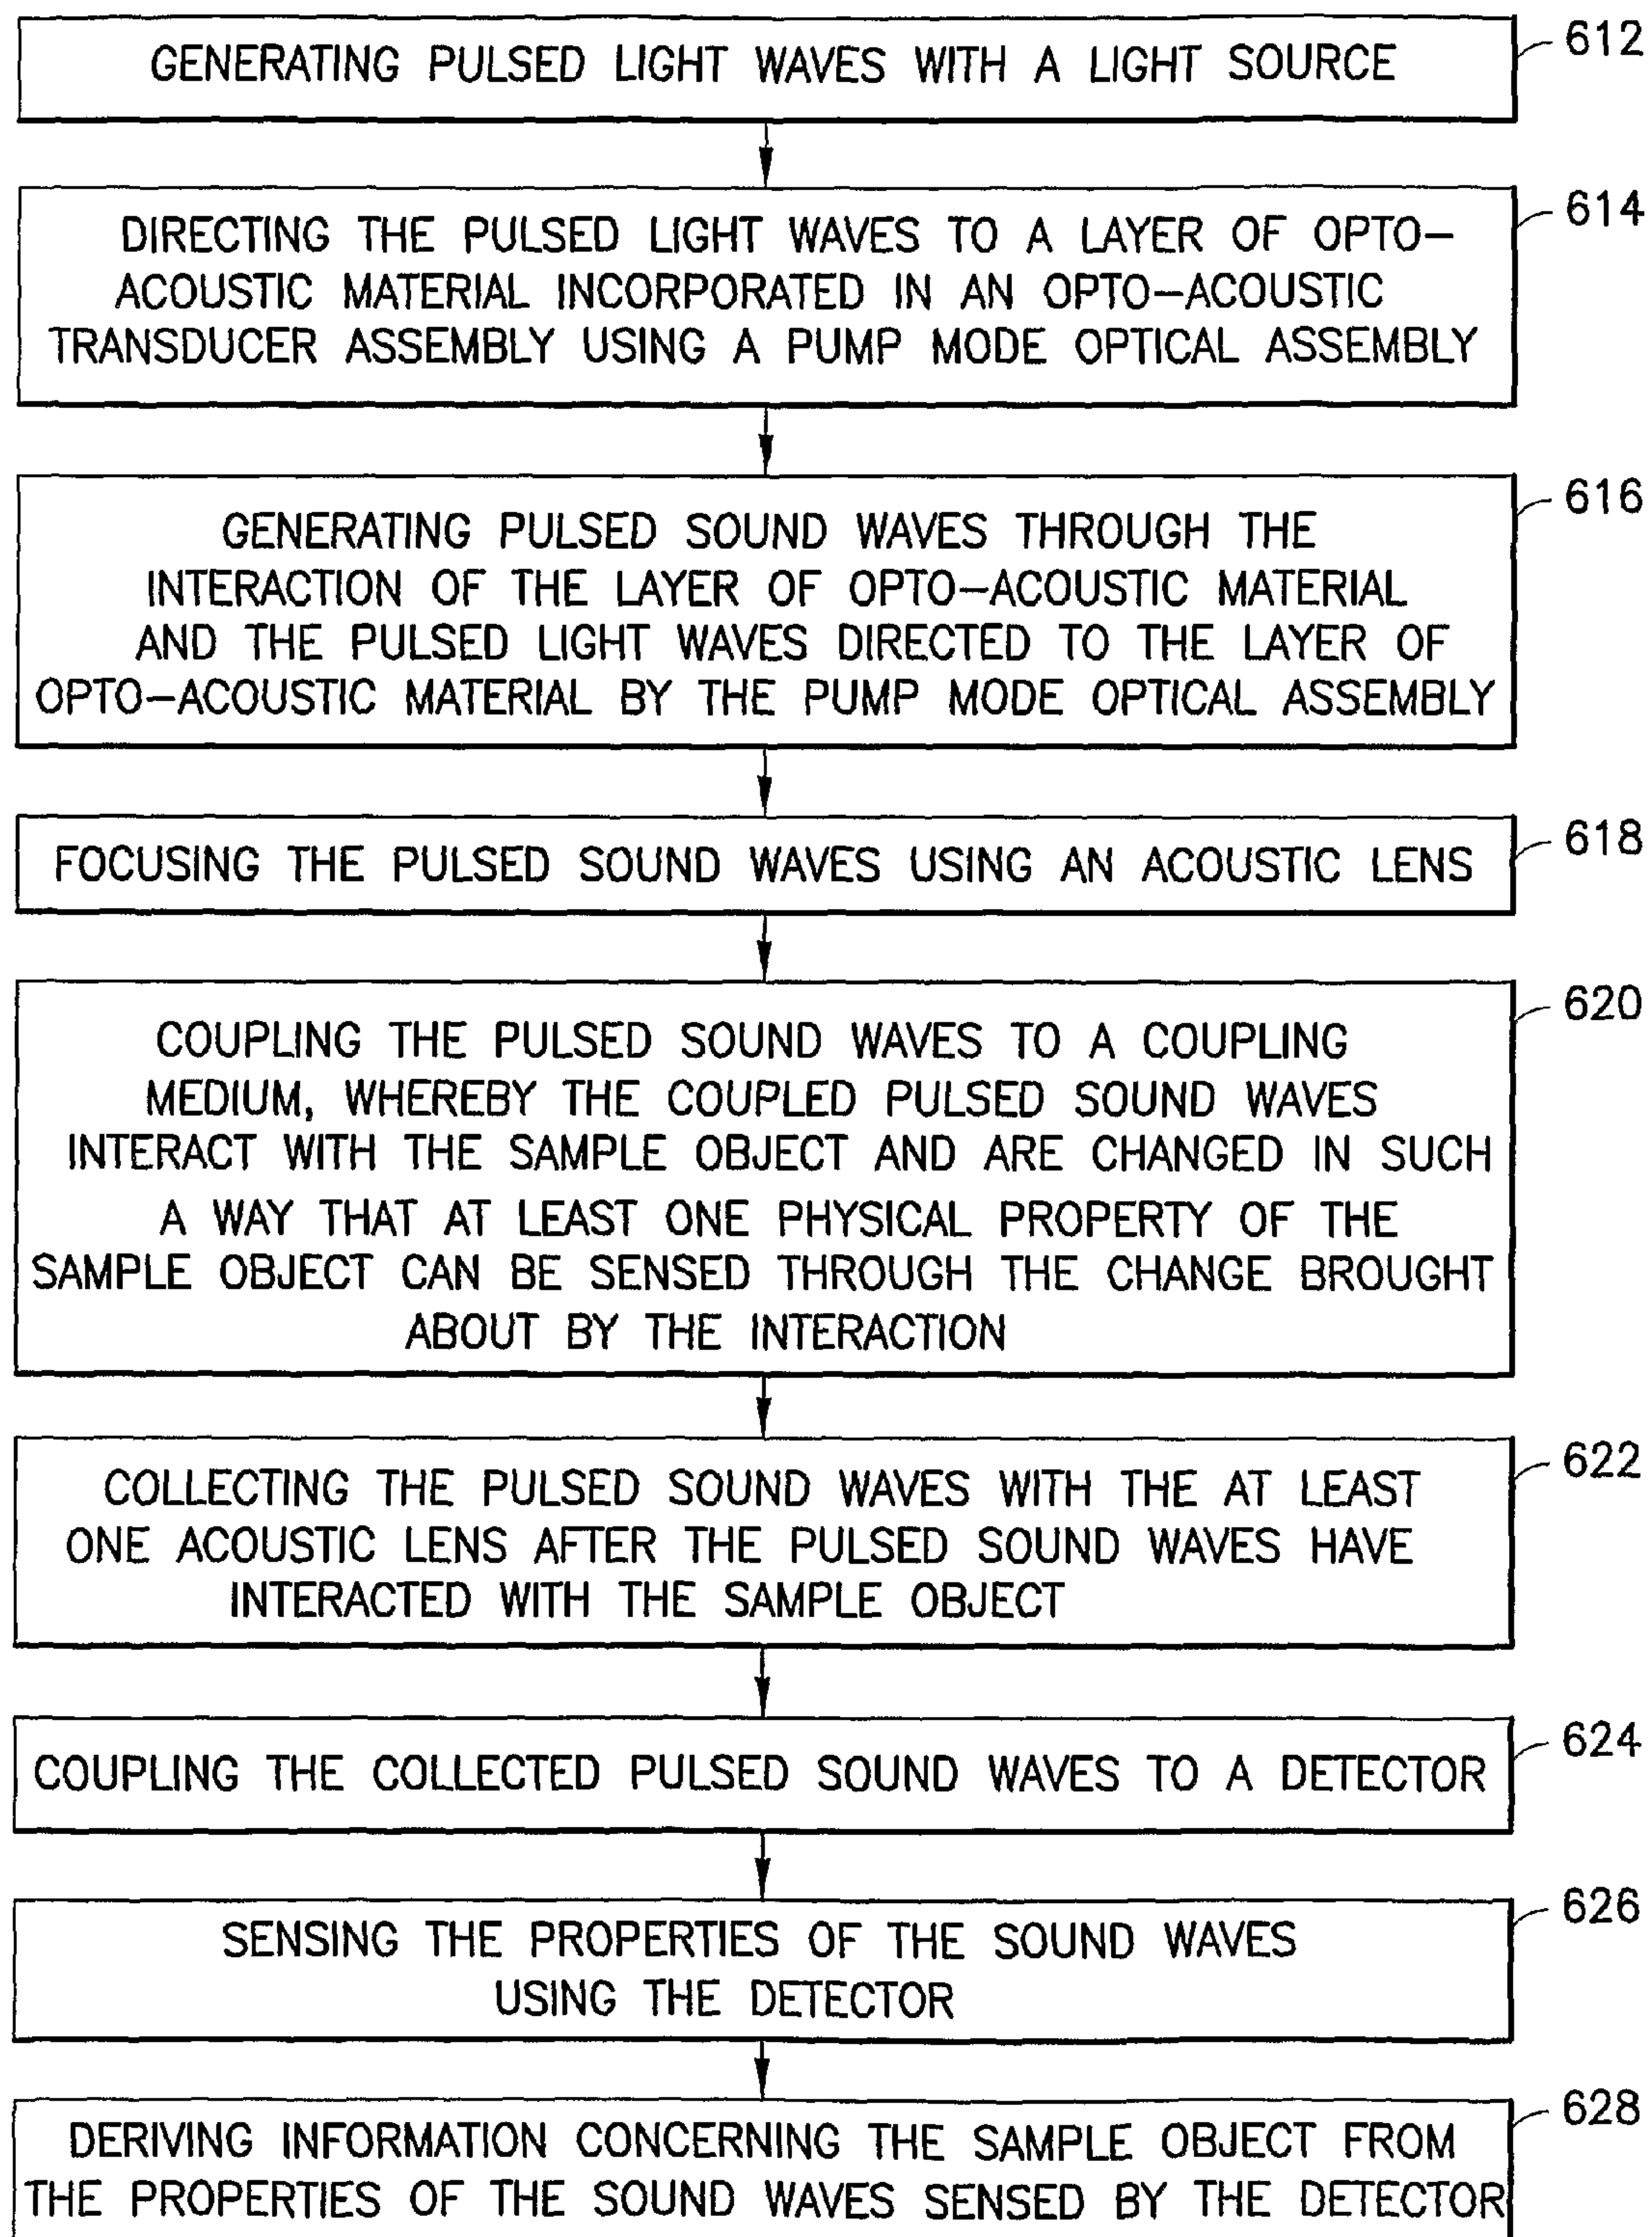 GENERATING PULSED LIGHT WAVES WITH A LIGHT SOURCE
612
DIRECTING THE PULSED LIGHT WAVES TO A LAYER OF OPTO-
ACOUSTIC MATERIAL INCORPORATED IN AN OPTO-ACOUSTIC
TRANSDUCER ASSEMBLY USING A PUMP MODE OPTICAL ASSEMBLY
614
GENERATING PULSED SOUND WAVES THROUGH THE
INTERACTION OF THE LAYER OF OPTO-ACOUSTIC MATERIAL
AND THE PULSED LIGHT WAVES DIRECTED TO THE LAYER OF
OPTO-ACOUSTIC MATERIAL BY THE PUMP MODE OPTICAL ASSEMBLY
616
FOCUSING THE PULSED SOUND WAVES USING AN ACOUSTIC LENS
618
COUPLING THE PULSED SOUND WAVES TO A COUPLING
MEDIUM, WHEREBY THE COUPLED PULSED SOUND WAVES
INTERACT WITH THE SAMPLE OBJECT AND ARE CHANGED IN SUCH
A WAY THAT AT LEAST ONE PHYSICAL PROPERTY OF THE
SAMPLE OBJECT CAN BE SENSED THROUGH THE CHANGE BROUGHT
ABOUT BY THE INTERACTION
620
COLLECTING THE PULSED SOUND WAVES WITH THE AT LEAST
ONE ACOUSTIC LENS AFTER THE PULSED SOUND WAVES HAVE
INTERACTED WITH THE SAMPLE OBJECT
622
COUPLING THE COLLECTED PULSED SOUND WAVES TO A DETECTOR
624
SENSING THE PROPERTIES OF THE SOUND WAVES
USING THE DETECTOR
626
DERIVING INFORMATION CONCERNING THE SAMPLE OBJECT FROM
THE PROPERTIES OF THE SOUND WAVES SENSED BY THE DETECTOR
628